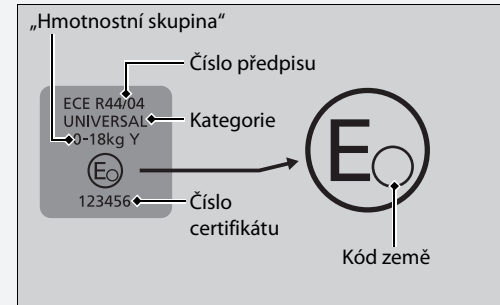 „Hmotnostní skupina“
Číslo předpisu
ECE R44/04
UNIVERSAL
Kategorie
0-18kg Y
E
E
123456
Číslo
certifikátu
Kód země